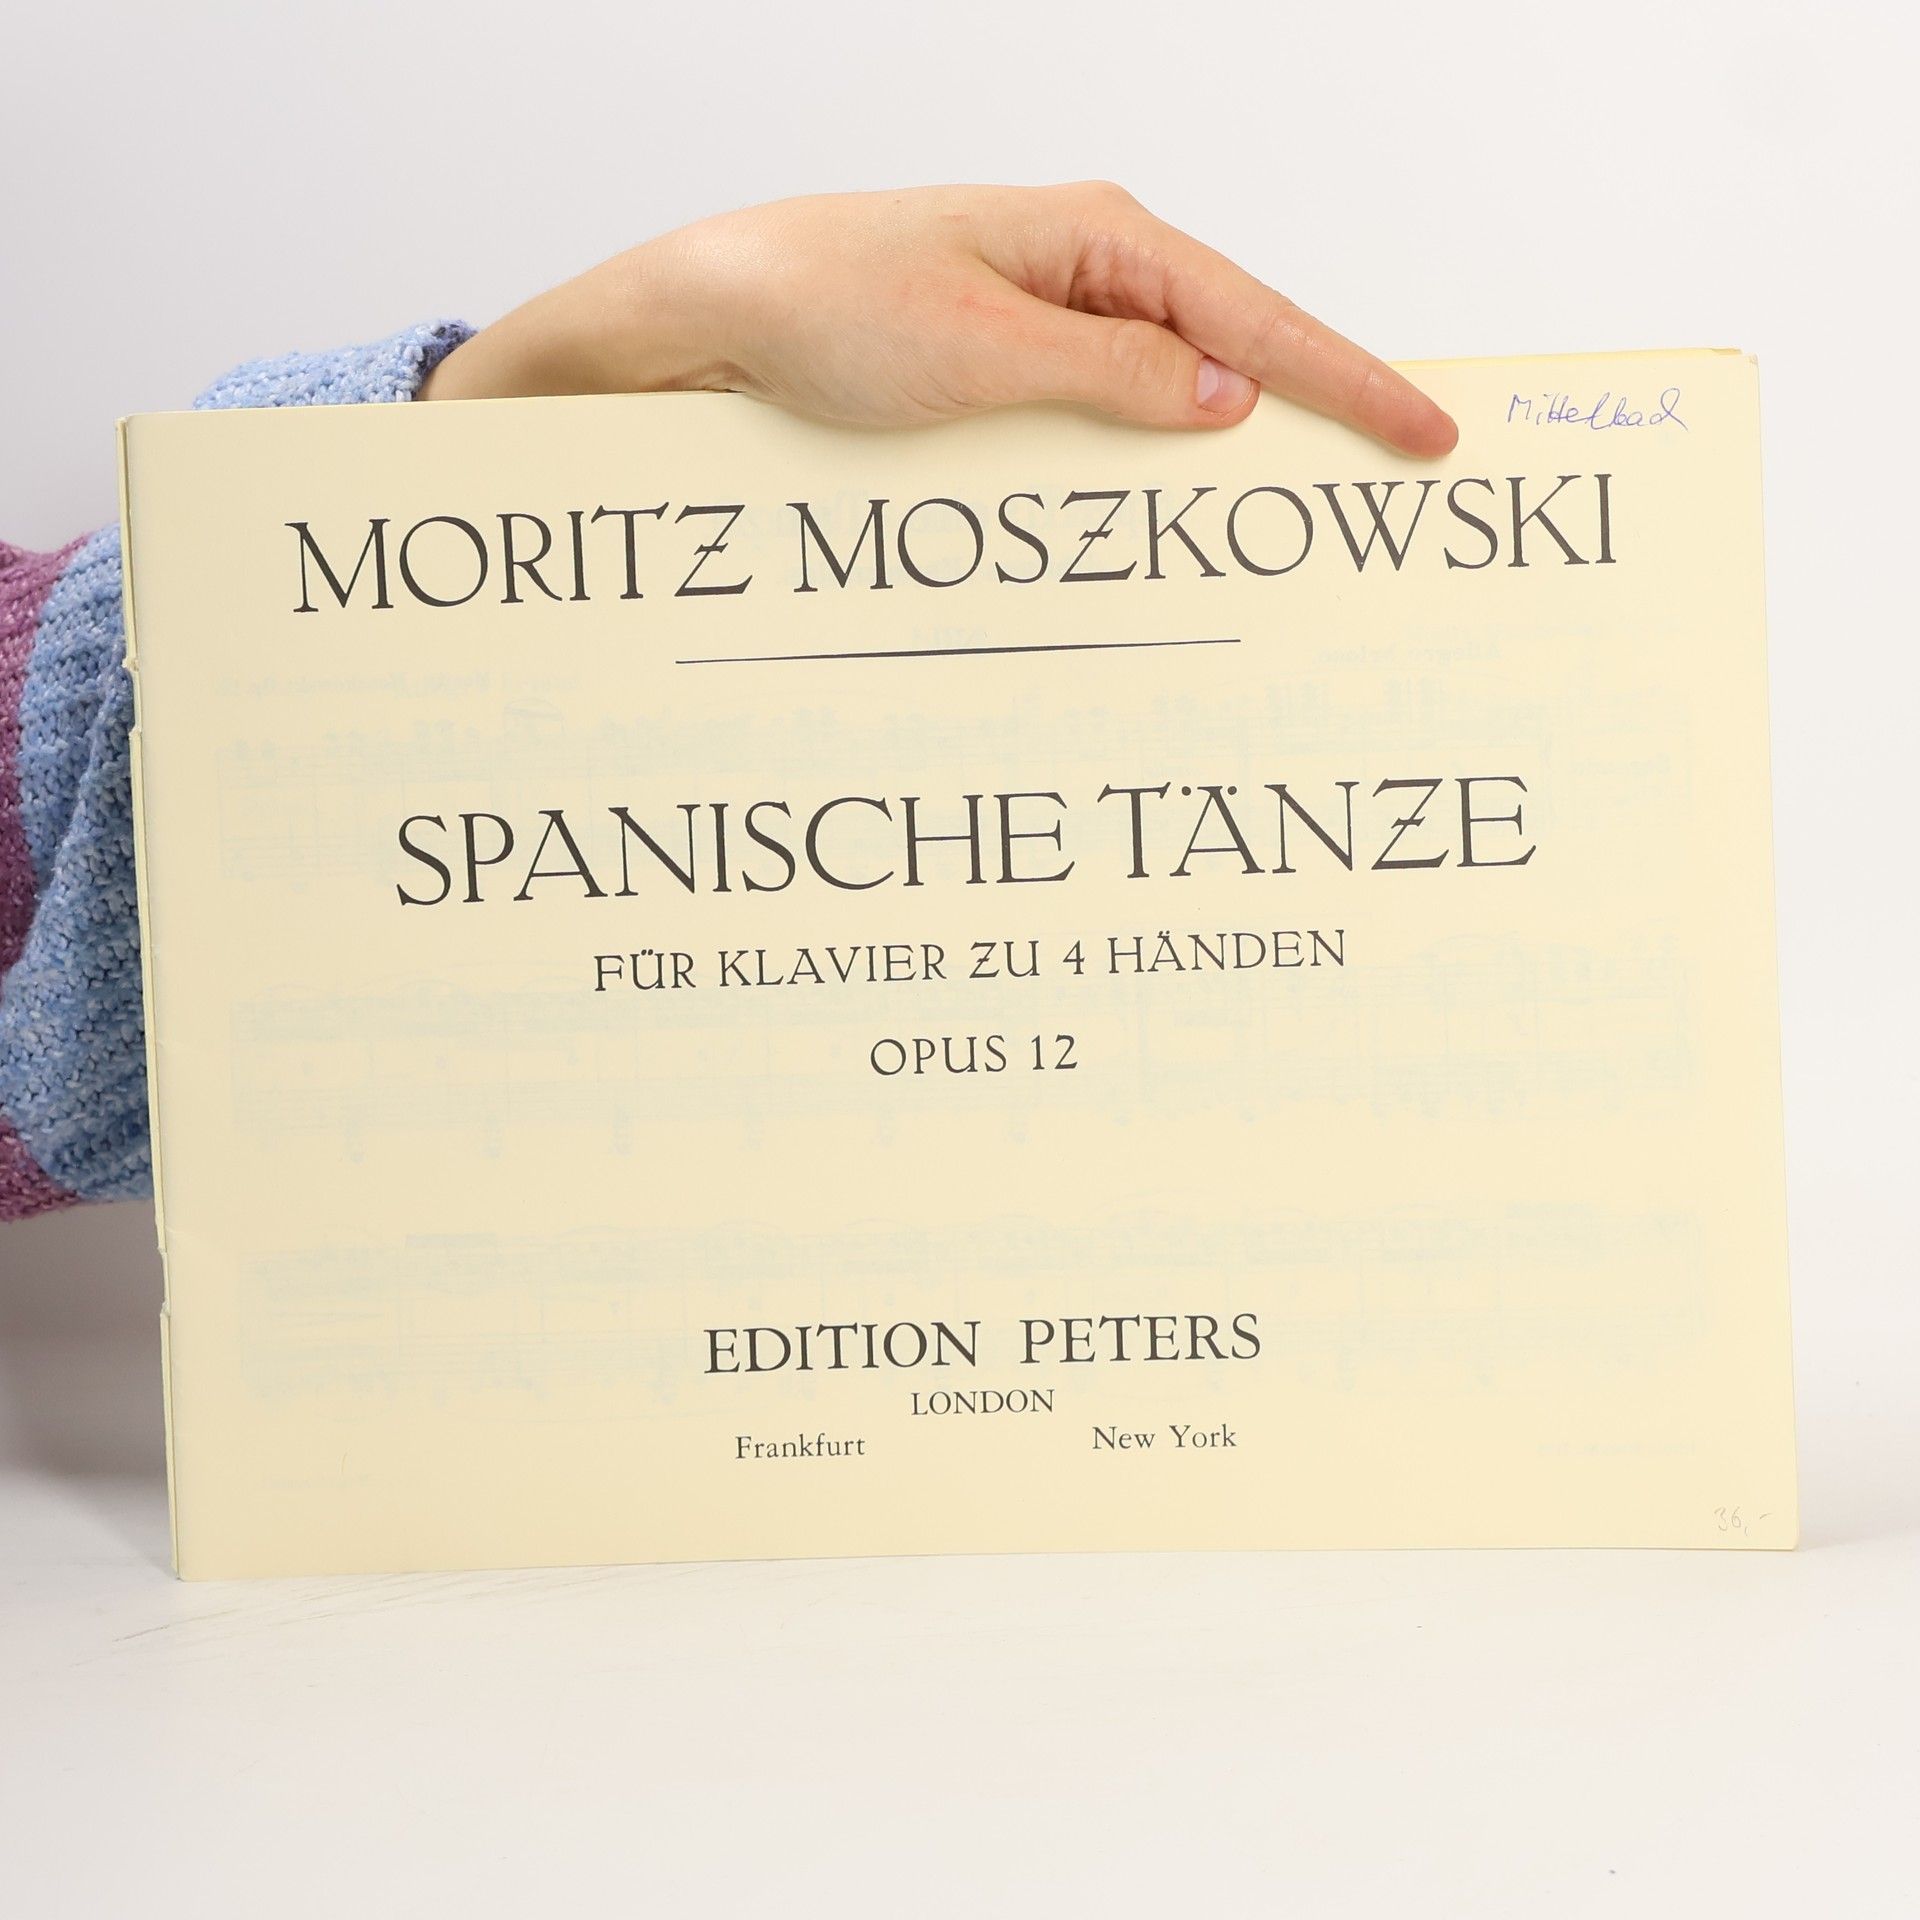 Mittelbach
MORITZ MOSZKOWSKI
SPANISCHE TÄNZE
FÜR KLAVIER ZU 4 HÄNDEN
OPUS 12
EDITION PETERS
LONDON
Frankfurt New York
36,-